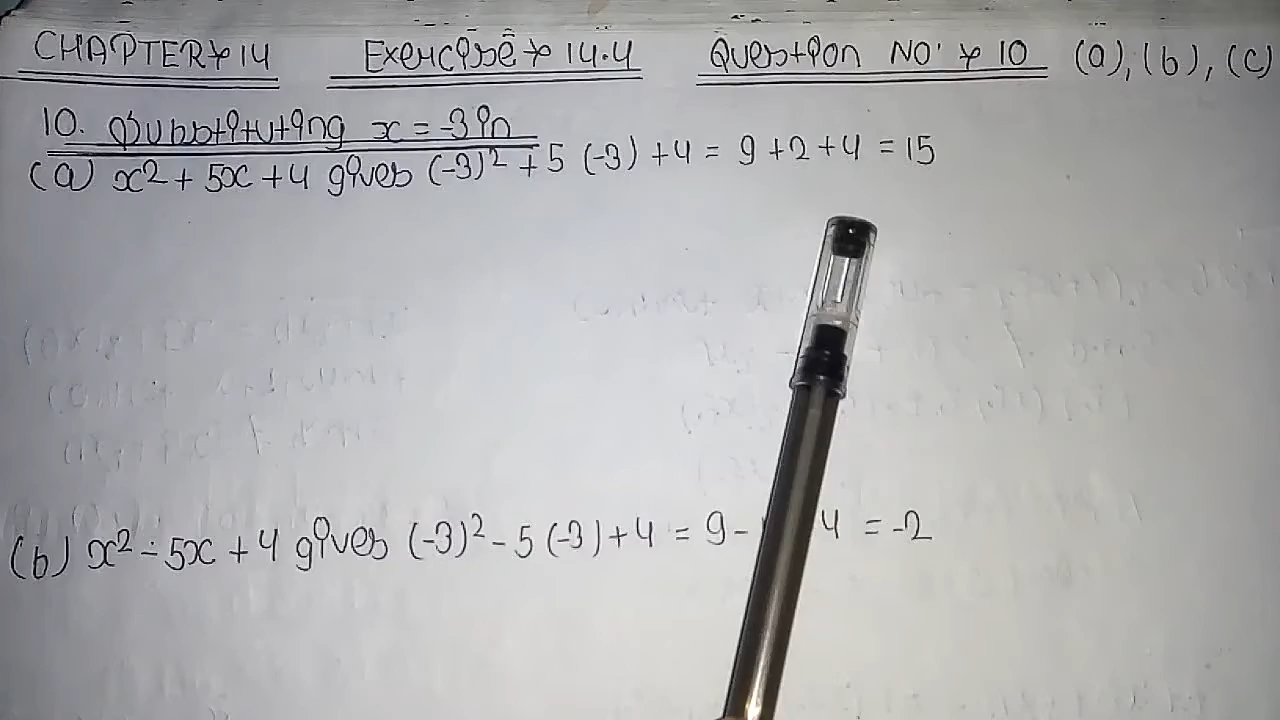 CHAPTER → 14 Exercise → 14.4 Question No. → 10 (a), (b), (c)
10. Substituting x = -3 in
(a) x² + 5x + 4 gives (-3)² + 5 (-3) + 4 = 9 + 2 + 4 = 15
(b) x² - 5x + 4 gives (-3)² - 5 (-3) + 4 = 9 - 4 = -2